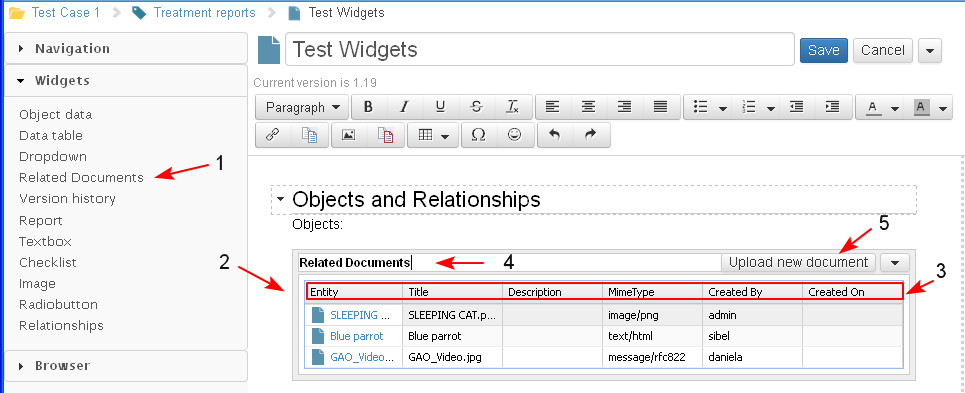 Test Case 1 Treatment reports Test Widgets
Navigation
Widgets
Object data
Data table
Dropdown
Related Documents
Version history
Report
Textbox
Checklist
Image
Radiobutton
Relationships
Browser
1
Test Widgets
Save Cancel
Current version is 1.19
Paragraph B I U S Tx
A A
Ω
Objects and Relationships
Objects:
5
2
Related Documents 4 Upload new document
3
Entity Title Description MimeType Created By Created On
SLEEPING ... SLEEPING CAT.p... image/png admin
Blue parrot Blue parrot text/html sibel
GAO_Video... GAO_Video.jpg message/rfc822 daniela